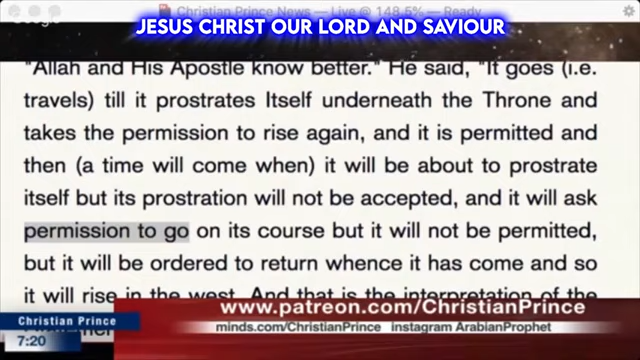 Christian Prince News — Live @ 148.5% — Ready
JESUS CHRIST OUR LORD AND SAVIOUR
"Allah and His Apostle know better." He said, "It goes (i.e.
travels) till it prostrates Itself underneath the Throne and
takes the permission to rise again, and it is permitted and
then (a time will come when) it will be about to prostrate
itself but its prostration will not be accepted, and it will ask
permission to go on its course but it will not be permitted,
but it will be ordered to return whence it has come and so
it will rise in the west. And that is the interpretation of the
www.patreon.com/ChristianPrince
Christian Prince
minds.com/ChristianPrince instagram ArabianProphet
7:20